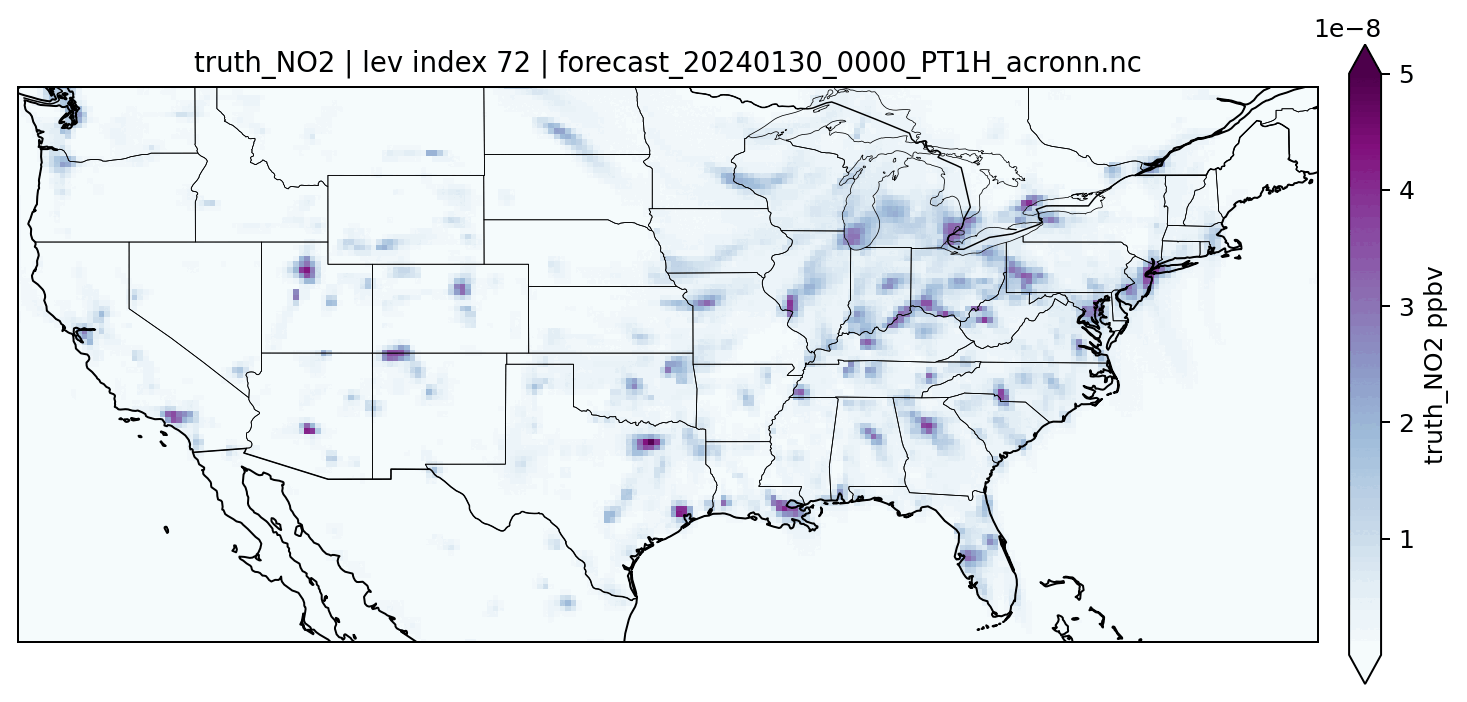 1e−8
truth_NO2 | lev index 72 | forecast_20240130_0000_PT1H_acronn.nc
5
4
3
2
1
truth_NO2 ppbv